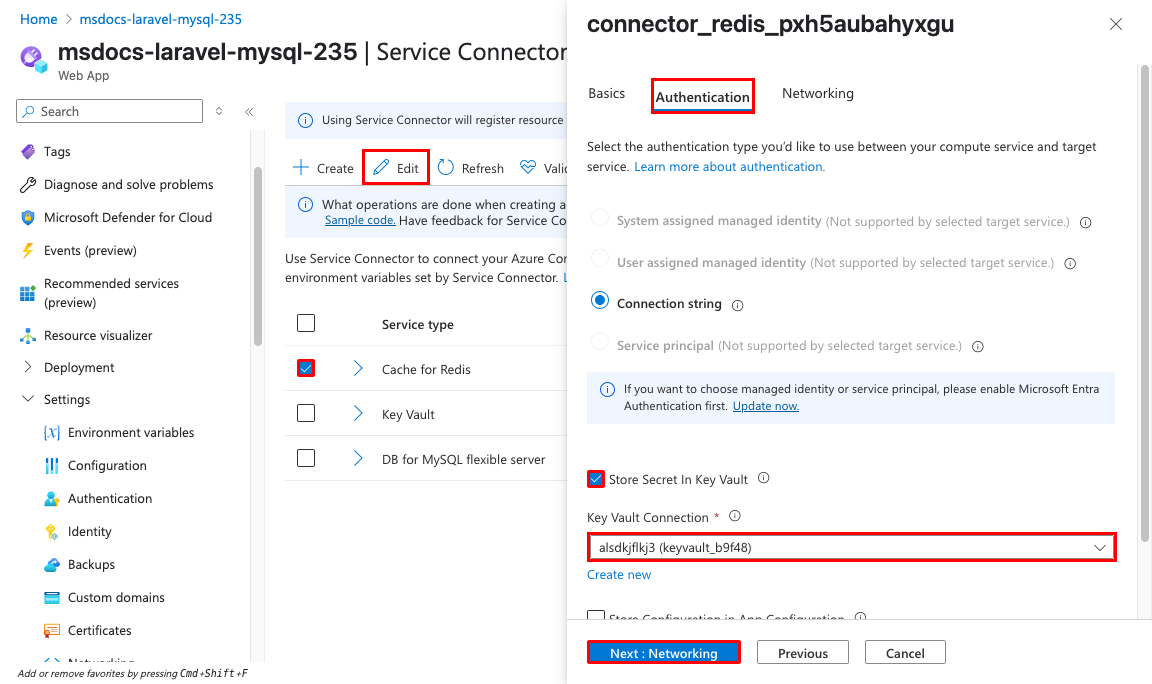 Home > msdocs-laravel-mysql-235
msdocs-laravel-mysql-235 | Service Connector
Web App
Search
Tags
Diagnose and solve problems
Microsoft Defender for Cloud
Events (preview)
Recommended services
(preview)
Resource visualizer
Deployment
Settings
Environment variables
Configuration
Authentication
Identity
Backups
Custom domains
Certificates
Networking
Add or remove favorites by pressing Cmd+Shift+F
Using Service Connector will register resource
Create Edit Refresh Valid
What operations are done when creating a
Sample code. Have feedback for Service Co
Use Service Connector to connect your Azure Con
environment variables set by Service Connector. L
Service type
Cache for Redis
Key Vault
DB for MySQL flexible server
connector_redis_pxh5aubahyxgu
Basics Authentication Networking
Select the authentication type you'd like to use between your compute service and target
service. Learn more about authentication.
System assigned managed identity (Not supported by selected target service.)
User assigned managed identity (Not supported by selected target service.)
Connection string
Service principal (Not supported by selected target service.)
If you want to choose managed identity or service principal, please enable Microsoft Entra
Authentication first. Update now.
Store Secret In Key Vault
Key Vault Connection *
alsdkjflkj3 (keyvault_b9f48)
Create new
Store Configuration in App Configuration
Next : Networking Previous Cancel